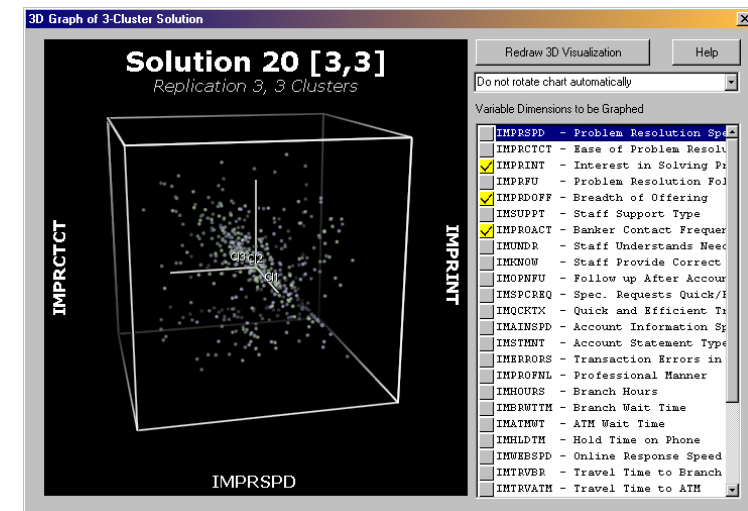 3D Graph of 3-Cluster Solution
Solution 20 [3,3]
Replication 3, 3 Clusters
IMPRCTCT
IMPRINT
Cl3 Cl2
Cl1
IMPRSPD
Redraw 3D Visualization
Help
Do not rotate chart automatically
Variable Dimensions to be Graphed
IMPRSPD - Problem Resolution Spe
IMPRCTCT - Ease of Problem Resolu
IMPRINT - Interest in Solving Pr
IMPRFU - Problem Resolution Fol
IMPRDOFF - Breadth of Offering
IMSUPPT - Staff Support Type
IMPROACT - Banker Contact Frequen
IMUNDR - Staff Understands Need
IMKNOW - Staff Provide Correct
IMOPNFU - Follow up After Accoun
IMSPCREQ - Spec. Requests Quick/
IMQCKTX - Quick and Efficient Tr
IMAINSPD - Account Information Sp
IMSTMNT - Account Statement Type
IMERRORS - Transaction Errors in
IMPROFNL - Professional Manner
IMHOURS - Branch Hours
IMBRWTTM - Branch Wait Time
IMATMWT - ATM Wait Time
IMHLDTM - Hold Time on Phone
IMWEBSPD - Online Response Speed
IMTRVBR - Travel Time to Branch
IMTRVATM - Travel Time to ATM